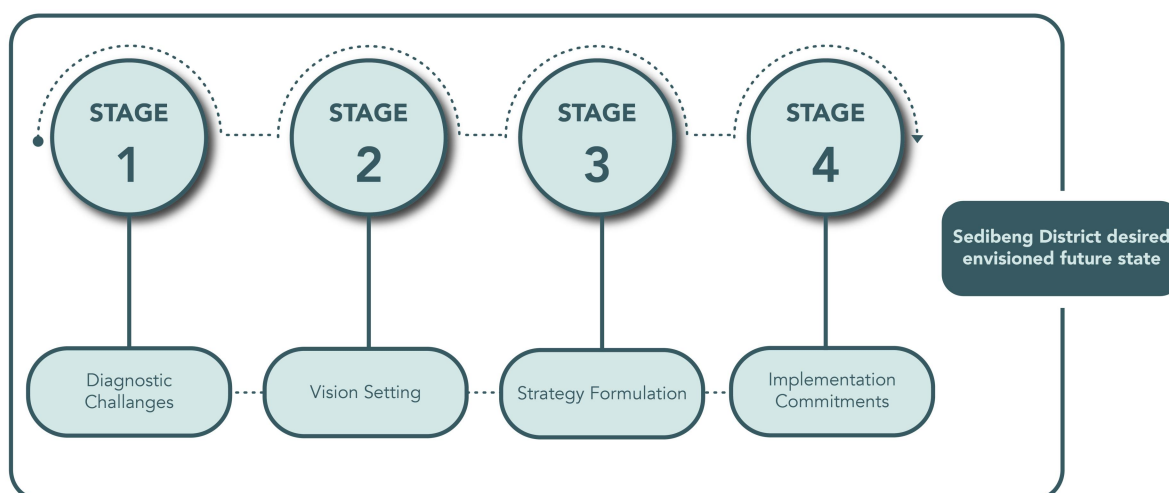 STAGE
1
STAGE
2
STAGE
3
STAGE
4
Sedibeng District desired
envisioned future state
Diagnostic
Challanges
Vision Setting
Strategy Formulation
Implementation
Commitments